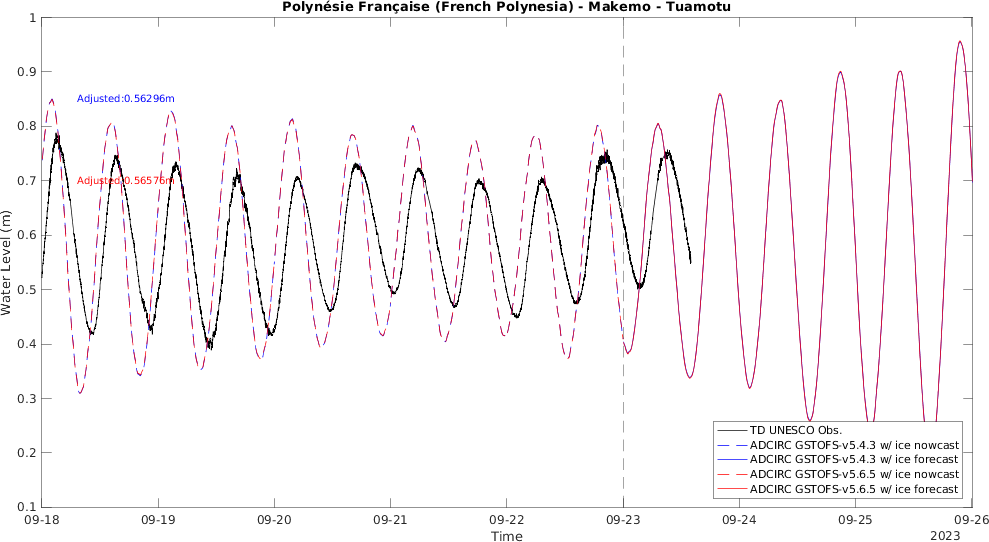 Polynésie Française (French Polynesia) - Makemo - Tuamotu
1
0.9
0.8
0.7
0.6
0.5
0.4
0.3
0.2
0.1
Water Level (m)
Adjusted:0.56296m
Adjusted:0.56576m
TD UNESCO Obs.
ADCIRC GSTOFS-v5.4.3 w/ ice nowcast
ADCIRC GSTOFS-v5.4.3 w/ ice forecast
ADCIRC GSTOFS-v5.6.5 w/ ice nowcast
ADCIRC GSTOFS-v5.6.5 w/ ice forecast
09-18 09-19 09-20 09-21 09-22 09-23 09-24 09-25 09-26
Time
2023